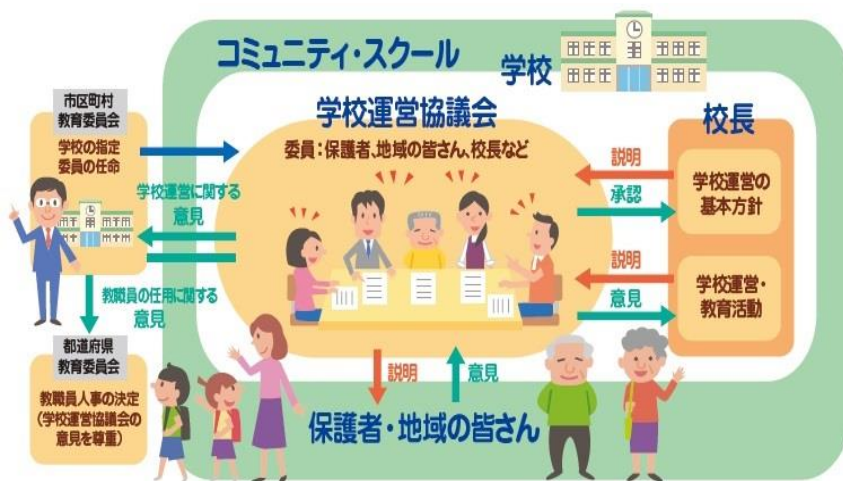 コミュニティ・スクール
学校
市区町村
教育委員会
学校の指定
委員の任命
学校運営協議会
委員:保護者、地域の皆さん、校長など
校長
説明
承認
学校運営の
基本方針
学校運営に関する
意見
説明
意見
学校運営・
教育活動
教職員の任用に関する
意見
都道府県
教育委員会
教職員人事の決定
(学校運営協議会の
意見を尊重)
説明
意見
保護者・地域の皆さん